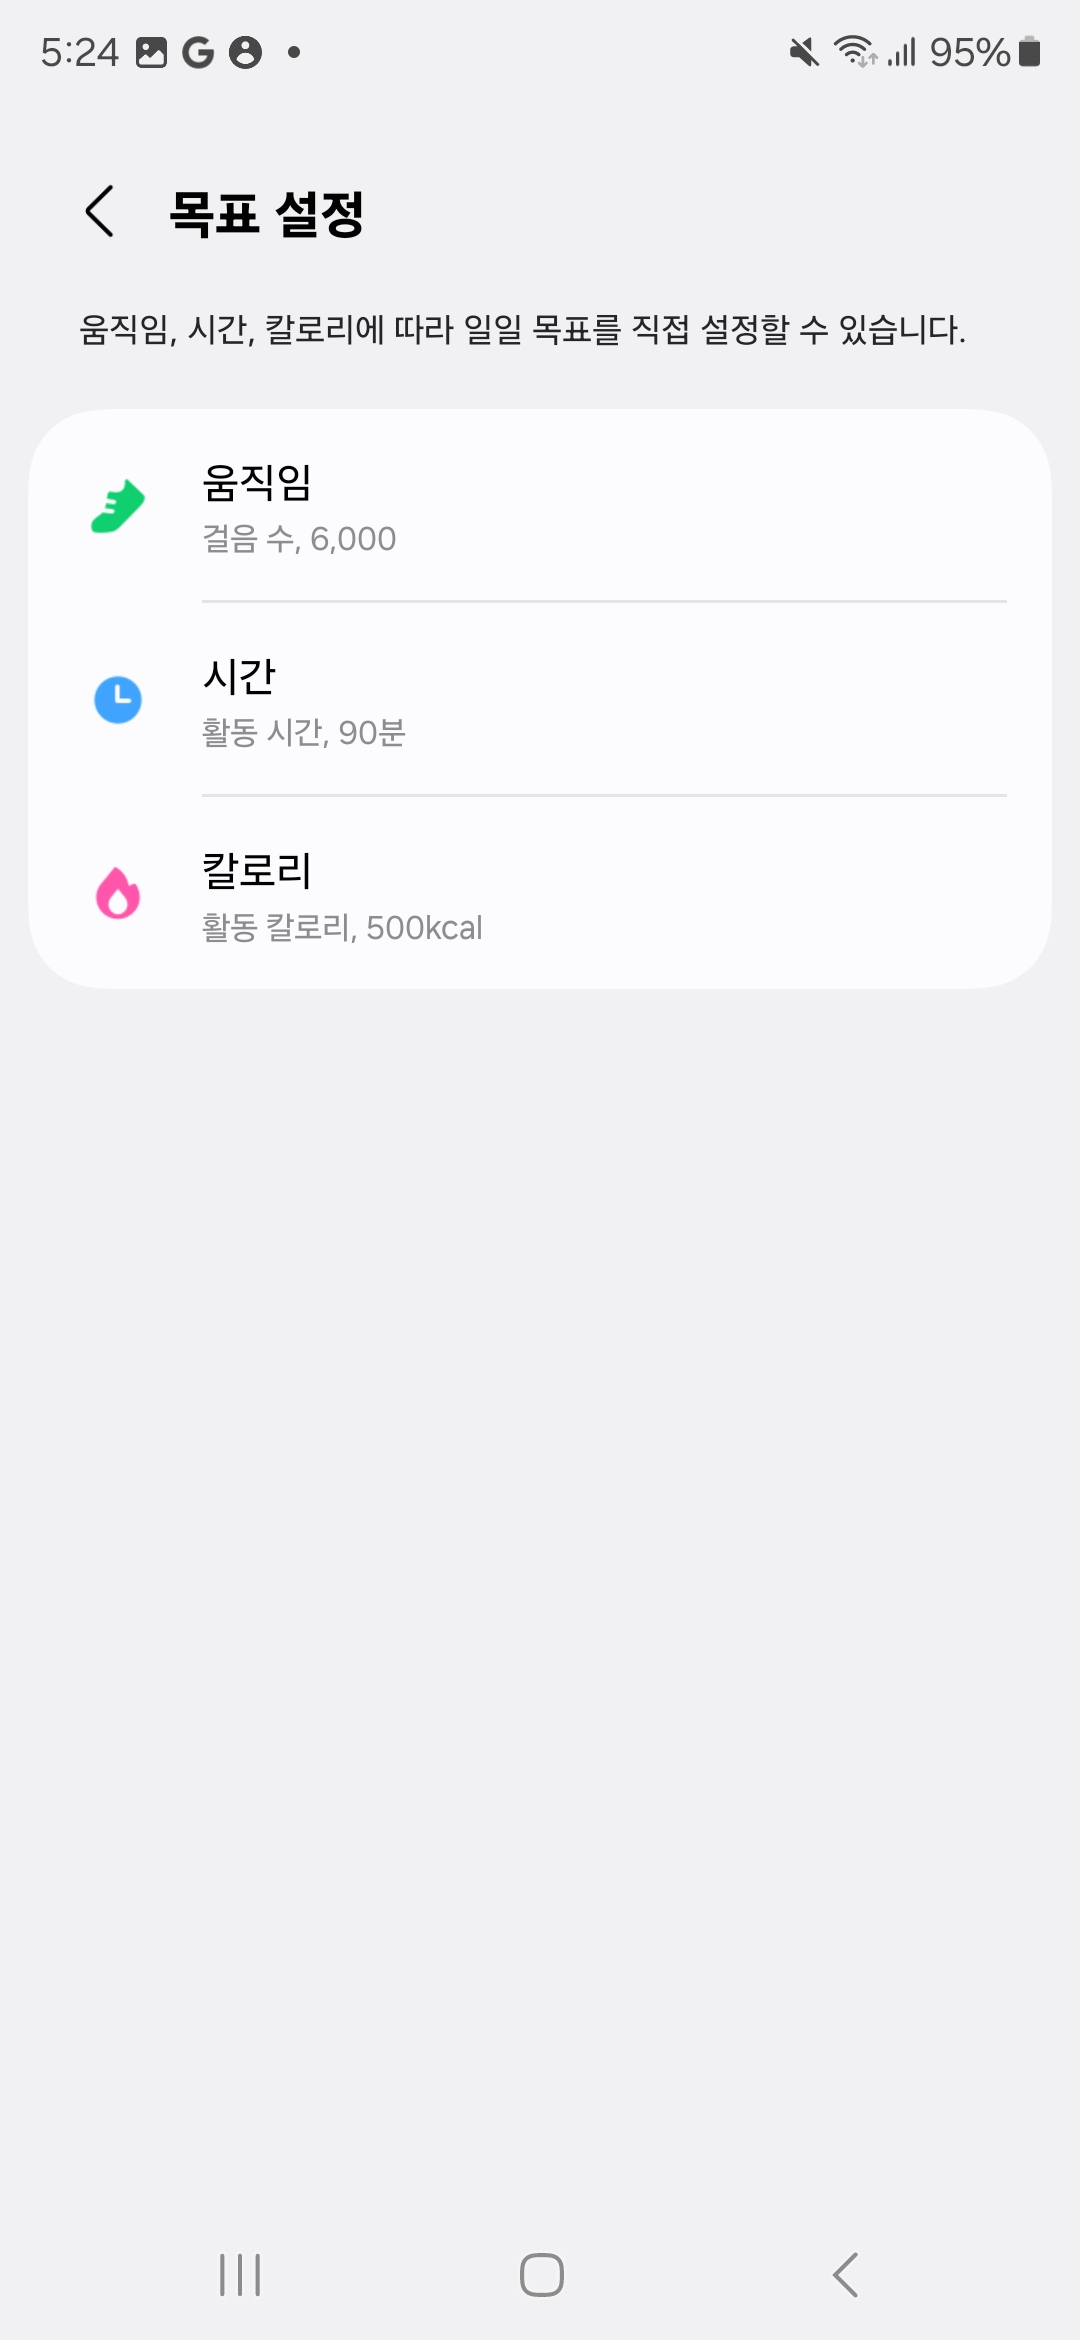 5:24
95%
목표 설정
움직임, 시간, 칼로리에 따라 일일 목표를 직접 설정할 수 있습니다.
움직임
걸음 수, 6,000
시간
활동 시간, 90분
칼로리
활동 칼로리, 500kcal